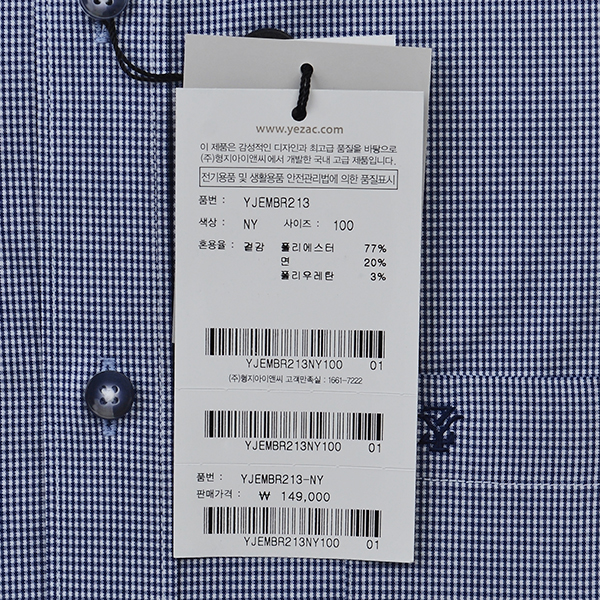 www.yezac.com
이 제품은 감성적인 디자인과 최고급 품질을 바탕으로
(주)형지아이앤씨에서 개발한 국내 고급 제품입니다.
전기용품 및 생활용품 안전관리법에 의한 품질표시
품번 : YJEMBR213
색상 : NY 사이즈 : 100
혼용율 : 겉감 폴리에스터 77%
면 20%
폴리우레탄 3%
YJEMBR213NY100 01
(주)형지아이앤씨 고객만족실 : 1661-7222
YJEMBR213NY100 01
품번 : YJEMBR213-NY
판매가격 : ₩ 149,000
YJEMBR213NY100 01